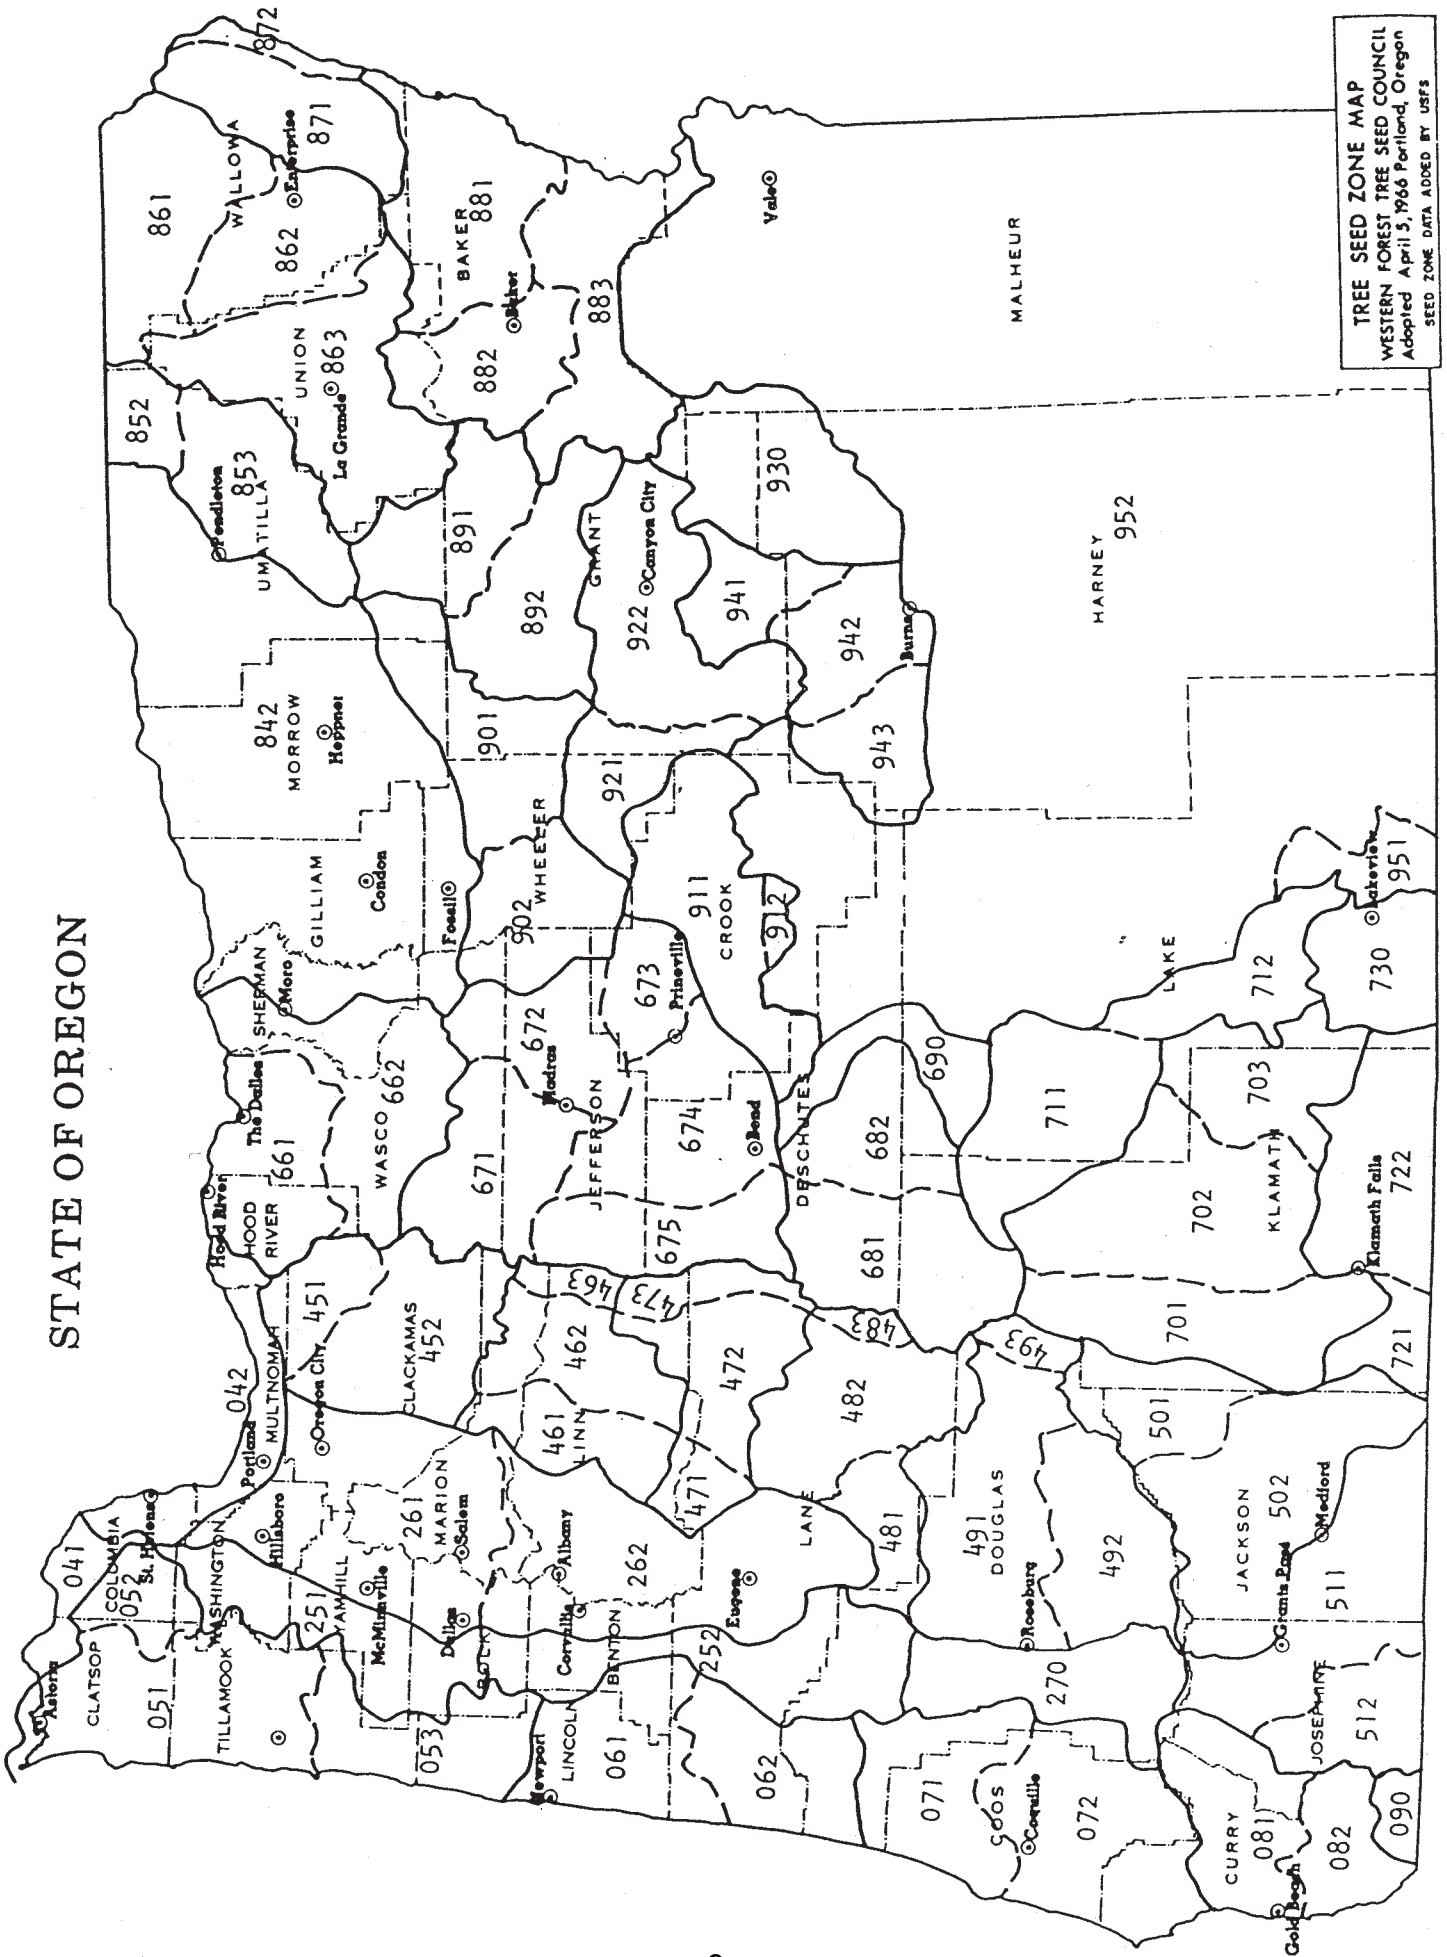 STATE OF OREGON
Astoria
CLATSOP
041
COLUMBIA
052
St. Helens
051
TILLAMOOK
WASHINGTON
Hillsboro
042
Portland
MULTNOMAH
Oregon City
451
Hood River
HOOD
RIVER
The Dalles
661
SHERMAN
Moro
WASCO
662
GILLIAM
Condon
Fossil
842
MORROW
Heppner
Pendleton
853
UMATILLA
852
UNION
863
La Grande
861
WALLOWA
862
Enterprise
871
872
251
YAMHILL
McMinnville
261
MARION
Salem
Dallas
POLK
053
CLACKAMAS
452
671
672
Madras
JEFFERSON
902
WHEELER
901
891
892
882
Baker
BAKER
881
883
Newport
LINCOLN
061
Corvallis
BENTON
Albany
262
461
LINN
462
463
473
471
472
675
674
673
Prineville
911
CROOK
912
921
GRANT
922
Canyon City
941
930
Vale
MALHEUR
252
062
Eugene
LANE
481
482
483
681
682
Bend
DESCHUTES
690
943
942
Burns
HARNEY
952
071
COOS
Coquille
072
270
491
DOUGLAS
Roseburg
492
493
501
701
702
711
703
KLAMATH
LAKE
712
CURRY
081
Gold Beach
082
090
JOSEPHINE
512
Grants Pass
511
JACKSON
502
Medford
721
Klamath Falls
722
730
Lakeview
951
TREE SEED ZONE MAP
WESTERN FOREST TREE SEED COUNCIL
Adopted April 5, 1966 Portland, Oregon
SEED ZONE DATA ADDED BY USFS